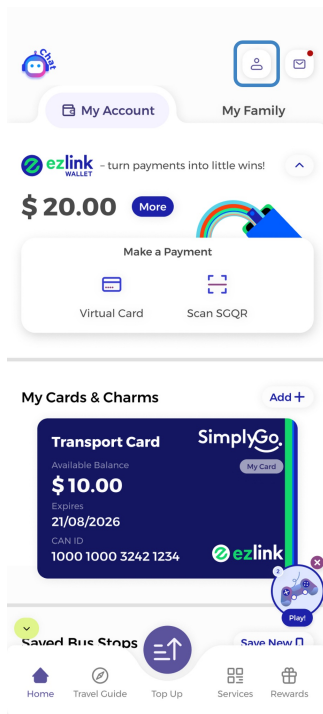 Chat
My Account
My Family
ezlink
WALLET
– turn payments into little wins!
$ 20.00
More
Make a Payment
Virtual Card
Scan SGQR
My Cards & Charms
Add +
Transport Card
SimplyGo.
Available Balance
My Card
$ 10.00
Expires
21/08/2026
CAN ID
1000 1000 3242 1234
ezlink
2
Play!
Saved Bus Stops
Save New
Home
Travel Guide
Top Up
Services
Rewards